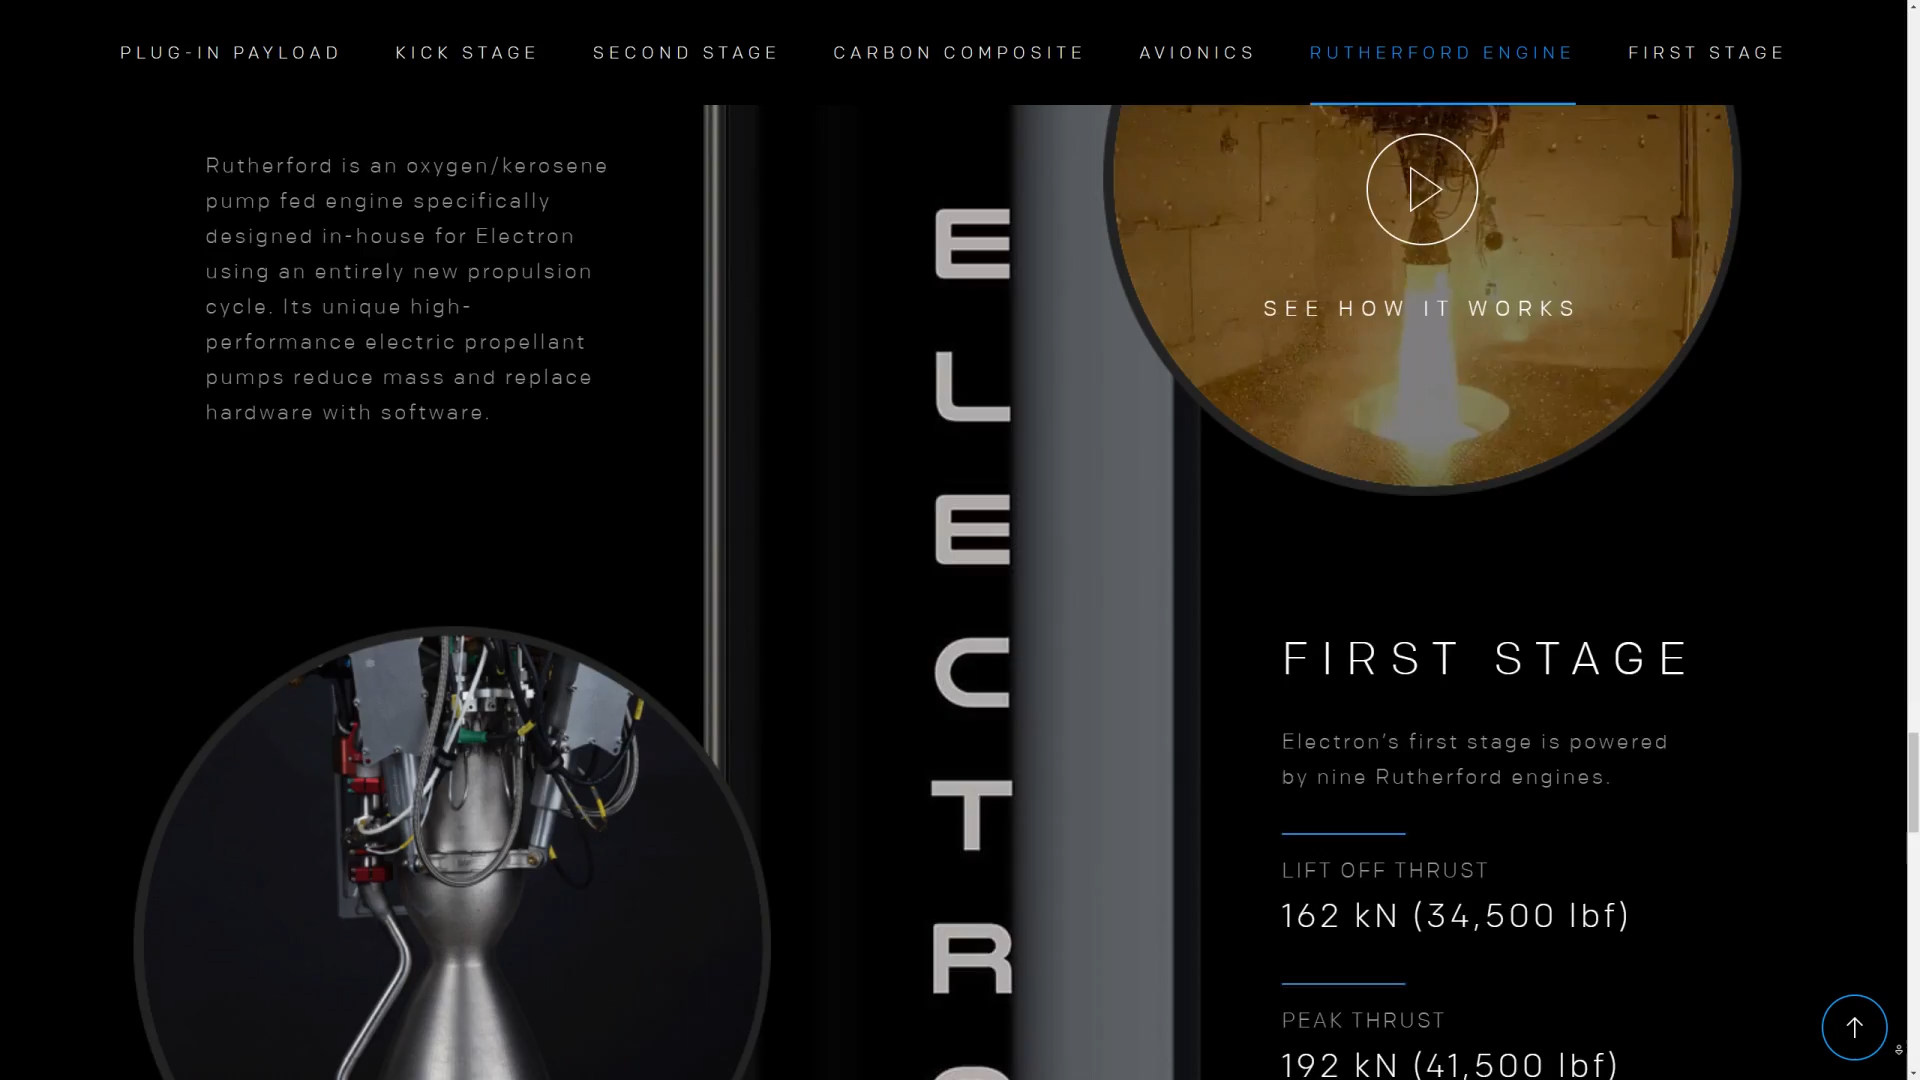 PLUG-IN PAYLOAD
KICK STAGE
SECOND STAGE
CARBON COMPOSITE
AVIONICS
RUTHERFORD ENGINE
FIRST STAGE
Rutherford is an oxygen/kerosene
pump fed engine specifically
designed in-house for Electron
using an entirely new propulsion
cycle. Its unique high-
performance electric propellant
pumps reduce mass and replace
hardware with software.
E
L
E
C
T
R
SEE HOW IT WORKS
FIRST STAGE
Electron's first stage is powered
by nine Rutherford engines.
LIFT OFF THRUST
162 kN (34,500 lbf)
PEAK THRUST
192 kN (41,500 lbf)